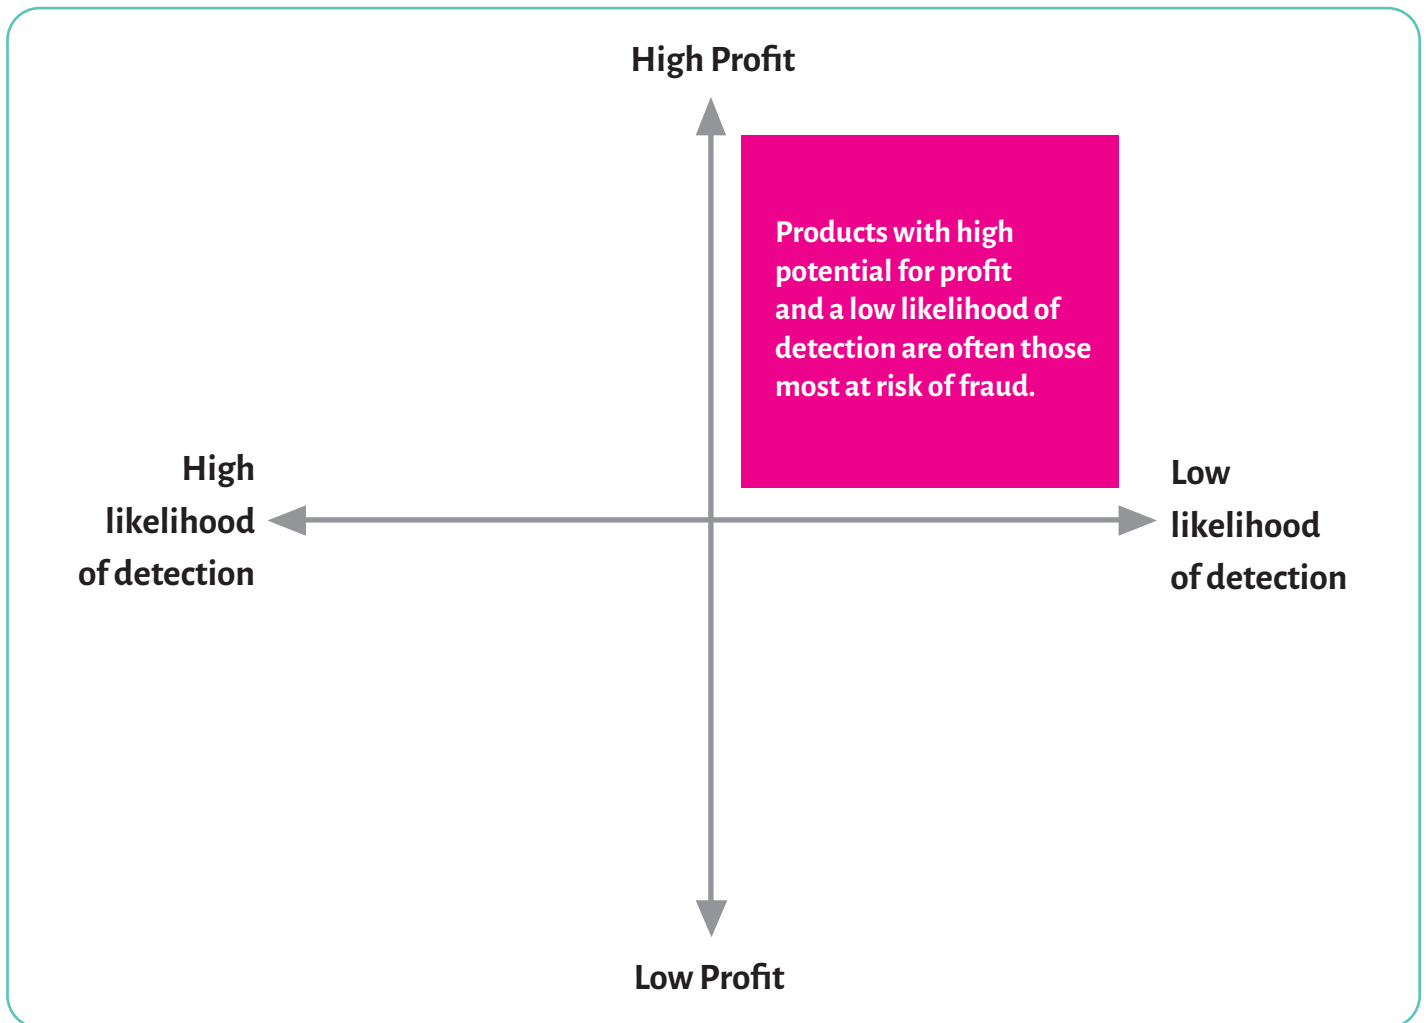 High Profit
Products with high
potential for profit
and a low likelihood of
detection are often those
most at risk of fraud.
High
likelihood
of detection
Low
likelihood
of detection
Low Profit